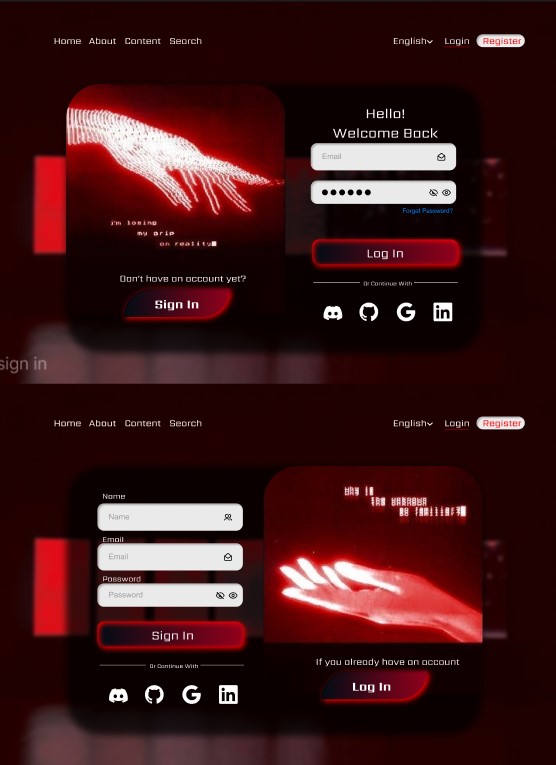 Home About Content Search
English Login Register
Hello!
Welcome Back
Email
Forgot Password?
Log In
Or Continue With
i'm losing
my grip
on reality
Don't have an account yet?
Sign In
sign in
Home About Content Search
English Login Register
Name
Name
Email
Email
Password
Password
Sign In
Or Continue With
why is
the unknown
so familiar?
If you already have an account
Log In